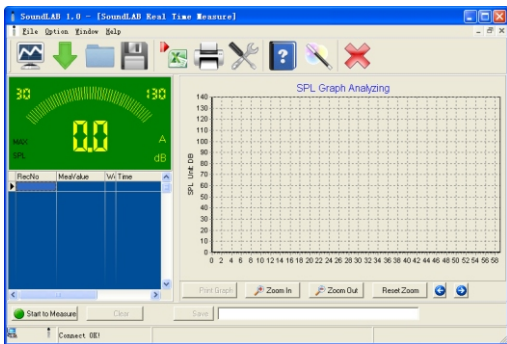 SoundLAB 1.0 - [SoundLAB Real Time Measure]
File Option Window Help
30 130
MAX
SPL
0.0
A
dB
RecNo MeaValue W Time
SPL Graph Analyzing
SPL Unit: DB
140
130
120
110
100
90
80
70
60
50
40
30
20
10
0
0 2 4 6 8 10 12 14 16 18 20 22 24 26 28 30 32 34 36 38 40 42 44 46 48 50 52 54 56 58
Print Graph Zoom In Zoom Out Reset Zoom
Start to Measure Clear Save
Connect OK!